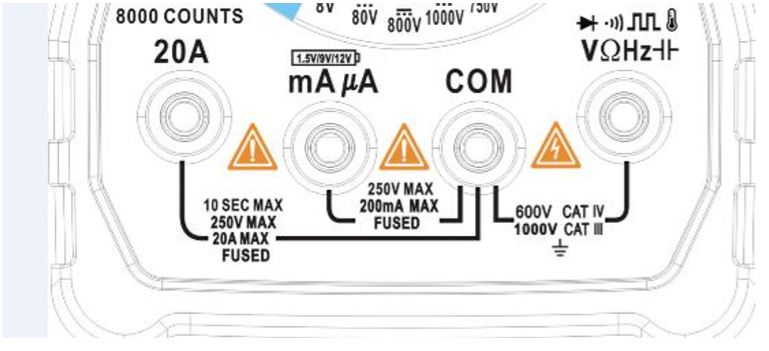 8V 80V 800V 1000V 750V
8000 COUNTS
20A
1.5V/9V/12V
mA μA
COM
VΩHz
10 SEC MAX
250V MAX
20A MAX
FUSED
250V MAX
200mA MAX
FUSED
600V CAT IV
1000V CAT III